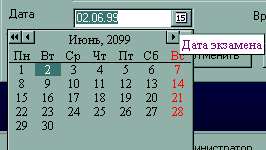 Дата 02.06.99 15 Вр
Июнь, 2099
Дата экзамена
Пн Вт Ср Чт Пт Сб Вс
1 2 3 4 5 6 7
8 9 10 11 12 13 14
15 16 17 18 19 20 21
22 23 24 25 26 27 28
29 30